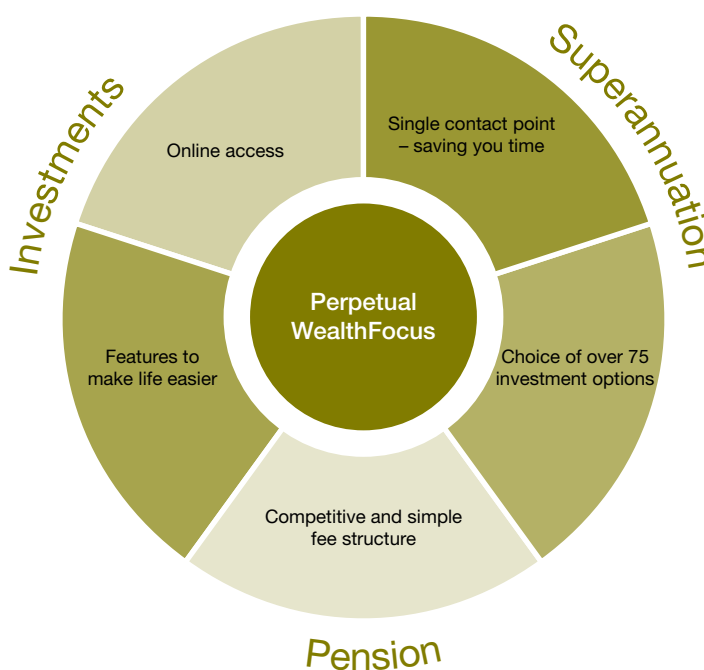 Investments
Superannuation
Online access
Single contact point
– saving you time
Perpetual
WealthFocus
Features to
make life easier
Choice of over 75
investment options
Competitive and simple
fee structure
Pension